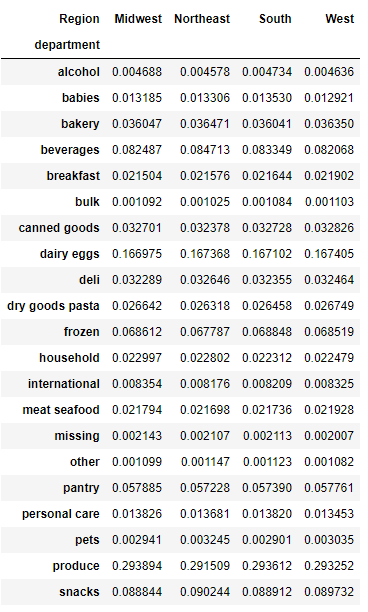 Region Midwest Northeast South West
department
alcohol 0.004688 0.004578 0.004734 0.004636
babies 0.013185 0.013306 0.013530 0.012921
bakery 0.036047 0.036471 0.036041 0.036350
beverages 0.082487 0.084713 0.083349 0.082068
breakfast 0.021504 0.021576 0.021644 0.021902
bulk 0.001092 0.001025 0.001084 0.001103
canned goods 0.032701 0.032378 0.032728 0.032826
dairy eggs 0.166975 0.167368 0.167102 0.167405
deli 0.032289 0.032646 0.032355 0.032464
dry goods pasta 0.026642 0.026318 0.026458 0.026749
frozen 0.068612 0.067787 0.068848 0.068519
household 0.022997 0.022802 0.022312 0.022479
international 0.008354 0.008176 0.008209 0.008325
meat seafood 0.021794 0.021698 0.021736 0.021928
missing 0.002143 0.002107 0.002113 0.002007
other 0.001099 0.001147 0.001123 0.001082
pantry 0.057885 0.057228 0.057390 0.057761
personal care 0.013826 0.013681 0.013820 0.013453
pets 0.002941 0.003245 0.002901 0.003035
produce 0.293894 0.291509 0.293612 0.293252
snacks 0.088844 0.090244 0.088912 0.089732